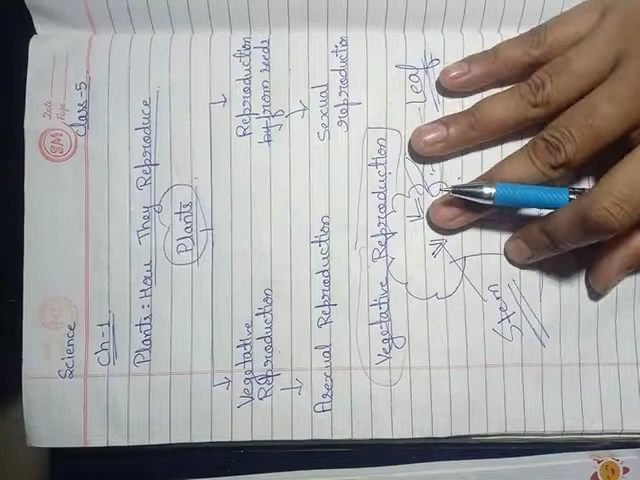 SM
Date
Page
Class-5
Science
Ch-1
Plants: How They Reproduce
Plants
Vegetative Reproduction
Reproduction by from seeds
Asexual Reproduction
Sexual reproduction
Vegetative Reproduction
Leaf
Stem